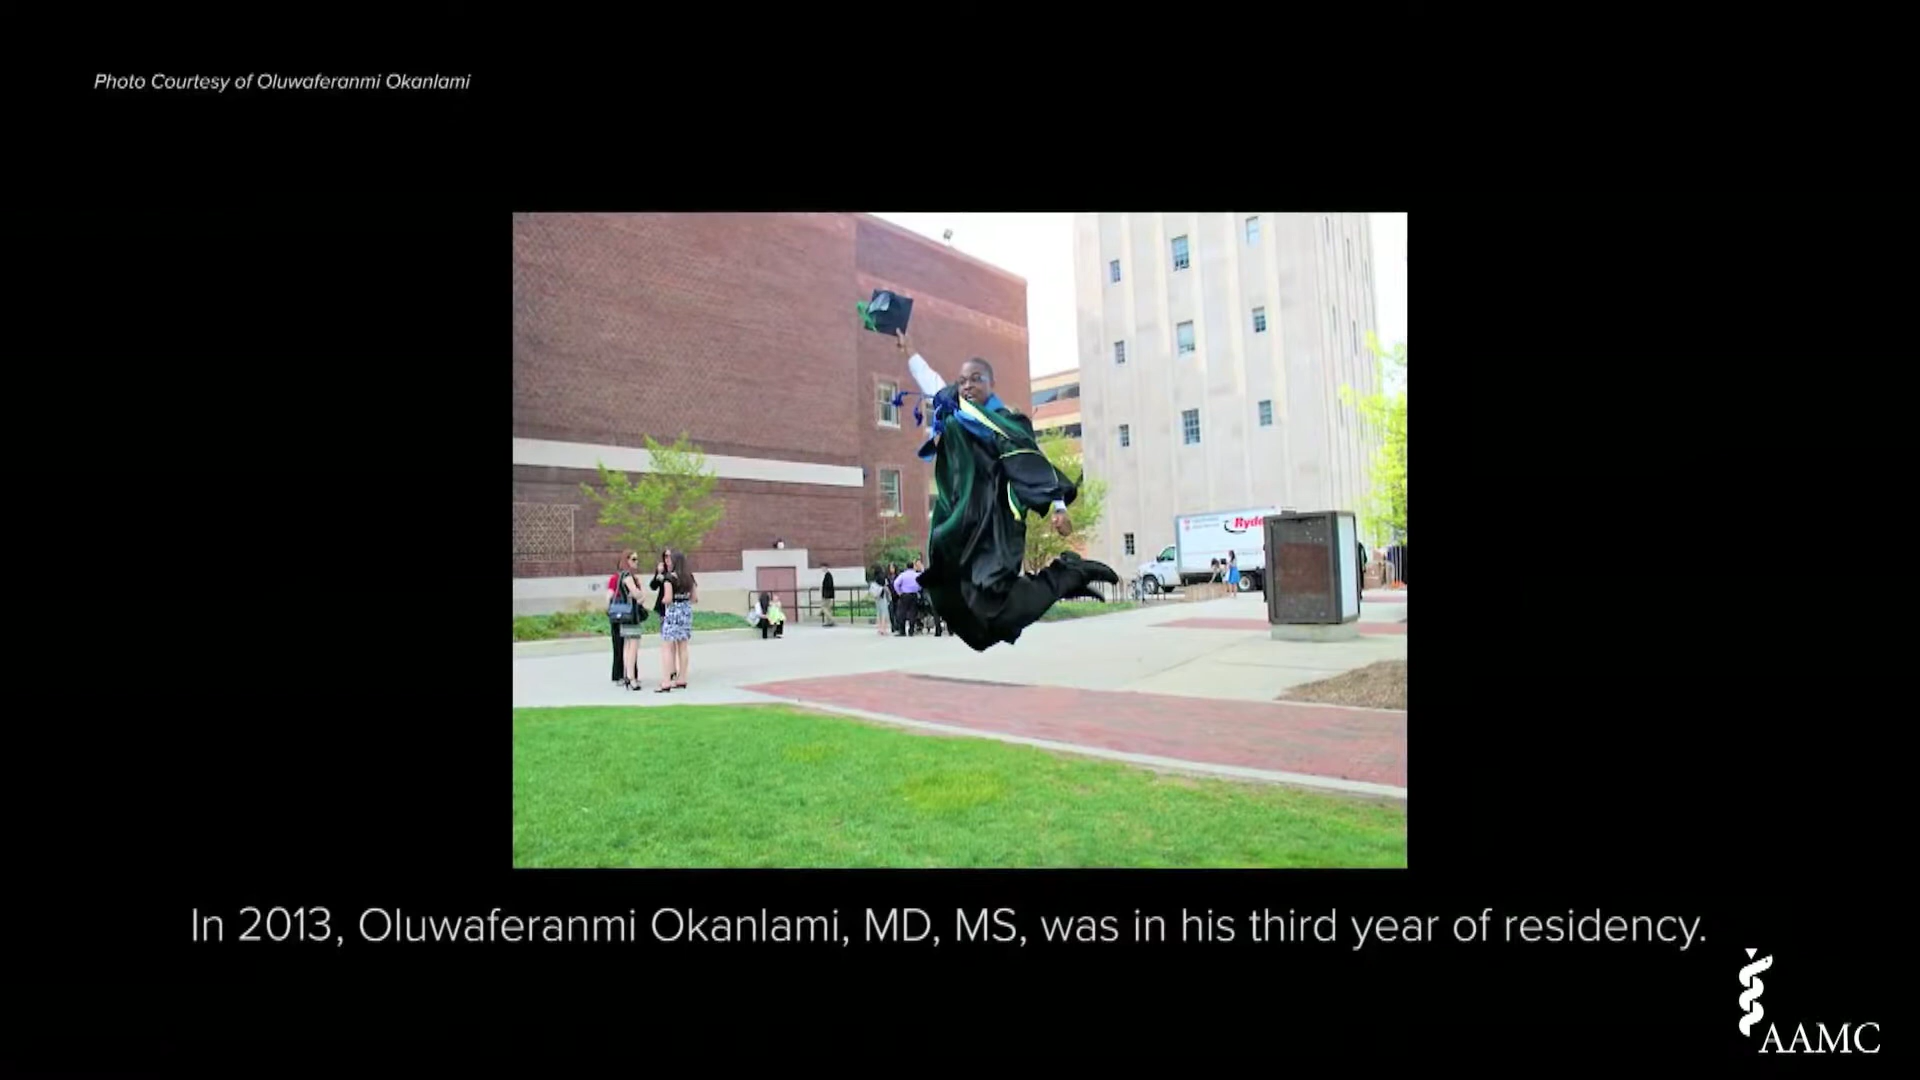 Photo Courtesy of Oluwaferanmi Okanlami
Ryde
In 2013, Oluwaferanmi Okanlami, MD, MS, was in his third year of residency.
AAMC